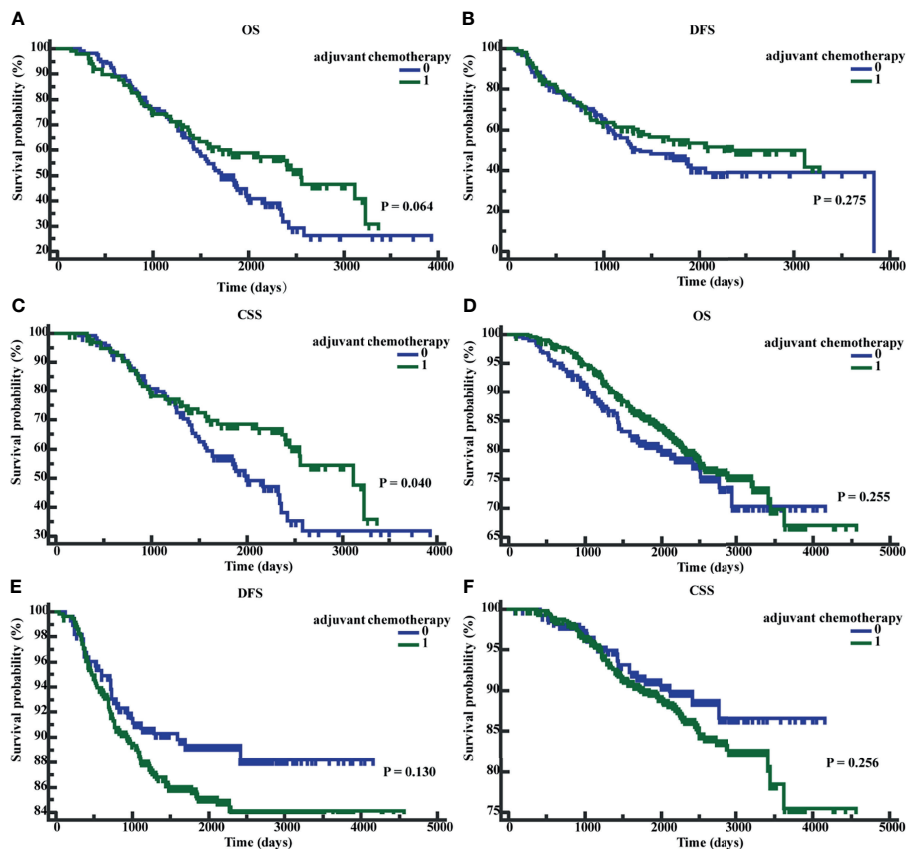 A
OS
adjuvant chemotherapy
0
1
Survival probability (%)
100
90
80
70
60
50
40
30
20
P = 0.064
0
1000
2000
3000
4000
Time (days)
B
DFS
adjuvant chemotherapy
0
1
Survival probability (%)
100
80
60
40
20
0
P = 0.275
0
1000
2000
3000
4000
Time (days)
C
CSS
adjuvant chemotherapy
0
1
Survival probability (%)
100
90
80
70
60
50
40
30
P = 0.040
0
1000
2000
3000
4000
Time (days)
D
OS
adjuvant chemotherapy
0
1
Survival probability (%)
100
95
90
85
80
75
70
65
P = 0.255
0
1000
2000
3000
4000
5000
Time (days)
E
DFS
adjuvant chemotherapy
0
1
Survival probability (%)
100
98
96
94
92
90
88
86
84
P = 0.130
0
1000
2000
3000
4000
5000
Time (days)
F
CSS
adjuvant chemotherapy
0
1
Survival probability (%)
100
95
90
85
80
75
P = 0.256
0
1000
2000
3000
4000
5000
Time (days)